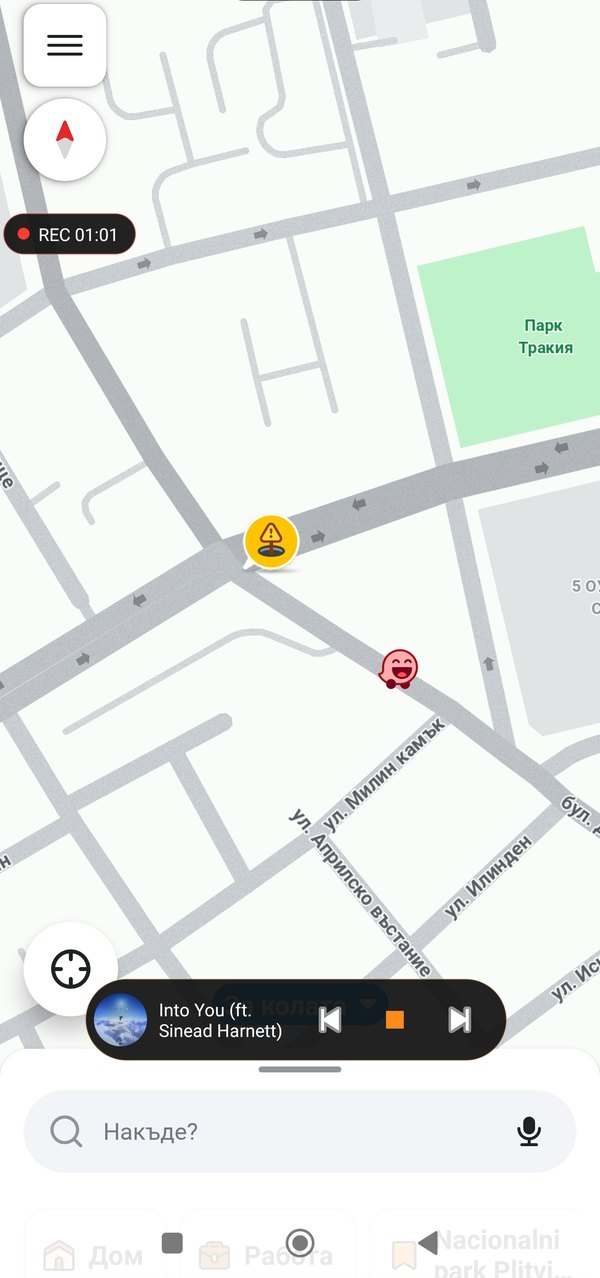 REC 01:01
Парк
Тракия
5 ОУ
ул. Милин камък
бул.
ул. Априлско въстание
ул. Илинден
Into You (ft.
Sinead Harnett)
колата
Накъде?
Дом
Работа
Nacionalni
park Plitvi...